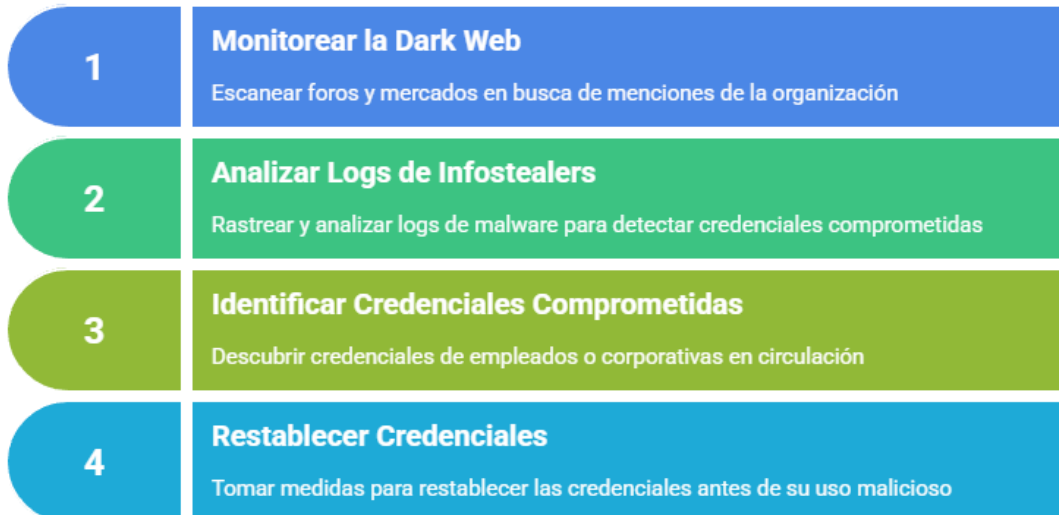 1
Monitorear la Dark Web
Escanear foros y mercados en busca de menciones de la organización
2
Analizar Logs de Infostealers
Rastrear y analizar logs de malware para detectar credenciales comprometidas
3
Identificar Credenciales Comprometidas
Descubrir credenciales de empleados o corporativas en circulación
4
Restablecer Credenciales
Tomar medidas para restablecer las credenciales antes de su uso malicioso